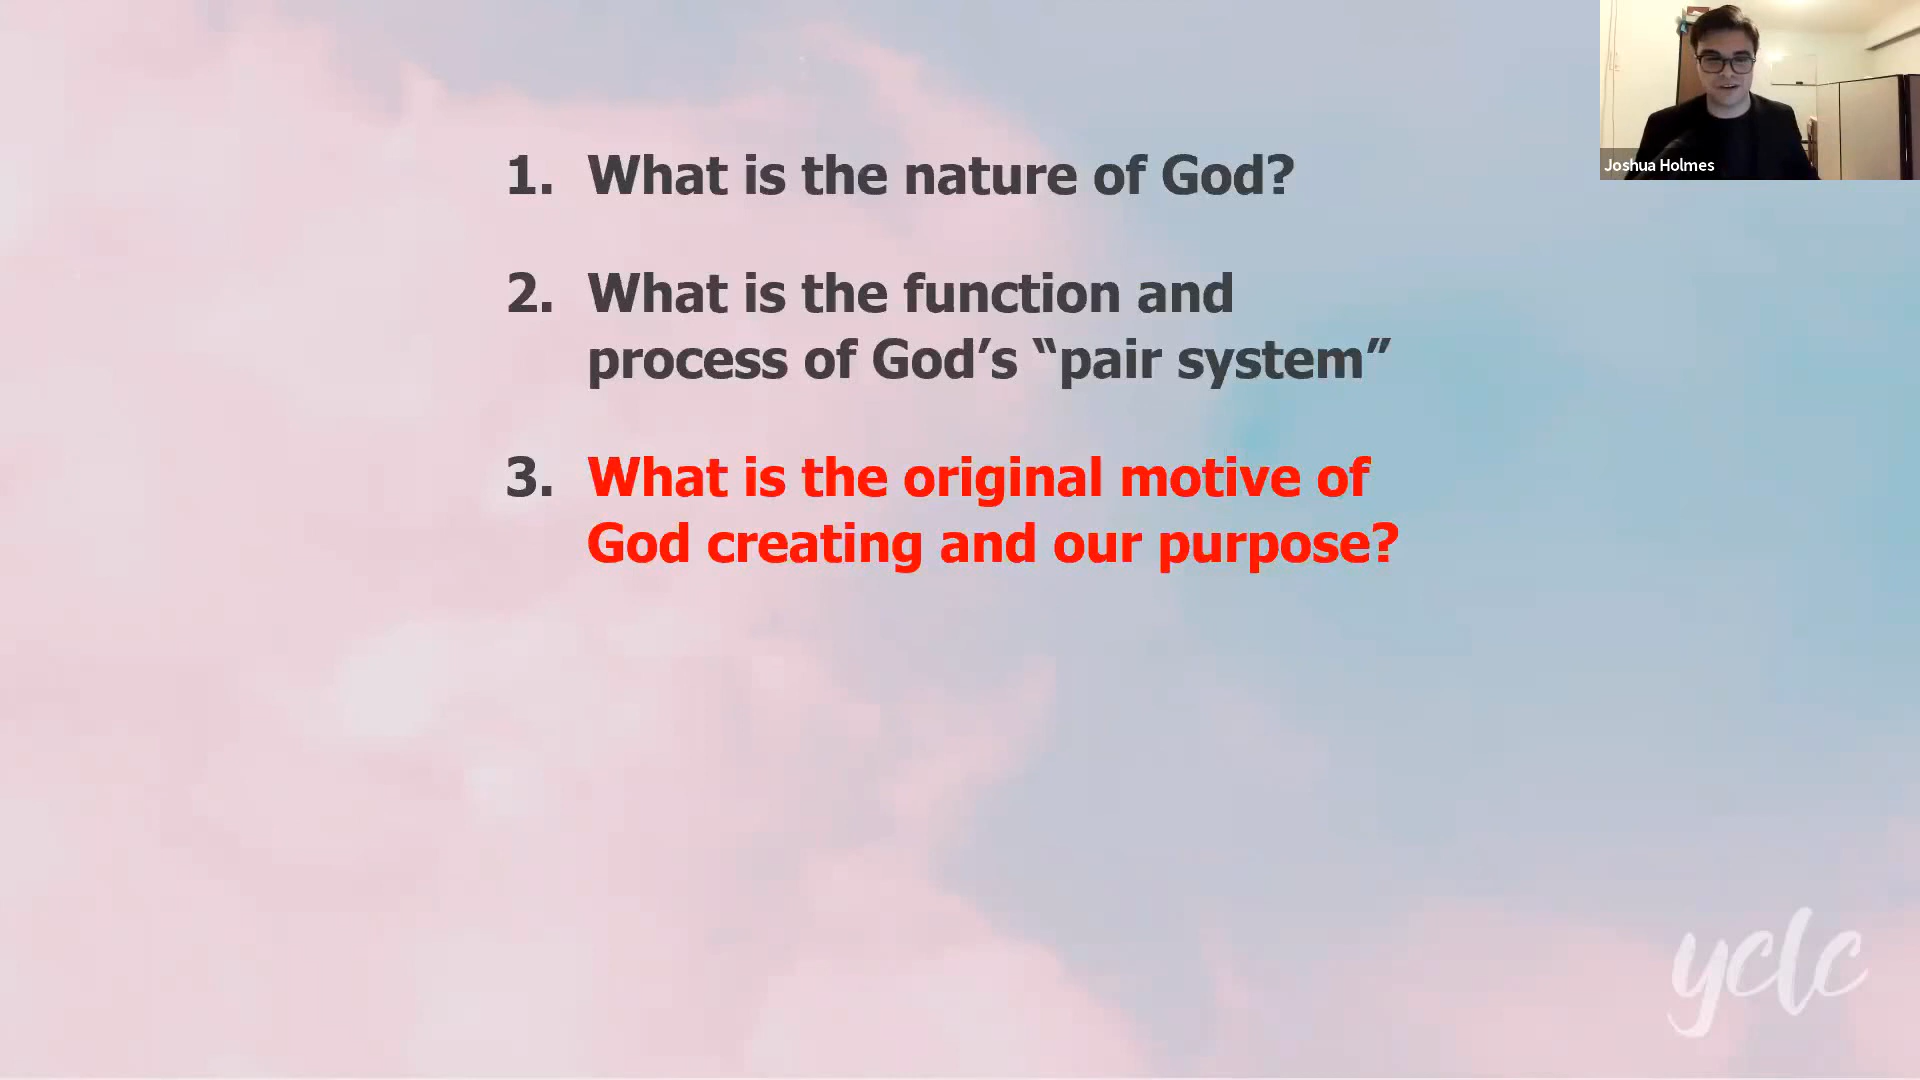 1. What is the nature of God?
2. What is the function and
process of God’s “pair system”
3. What is the original motive of
God creating and our purpose?
Joshua Holmes
yclc